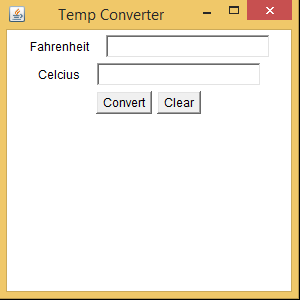 Temp Converter
Fahrenheit
Celcius
Convert Clear